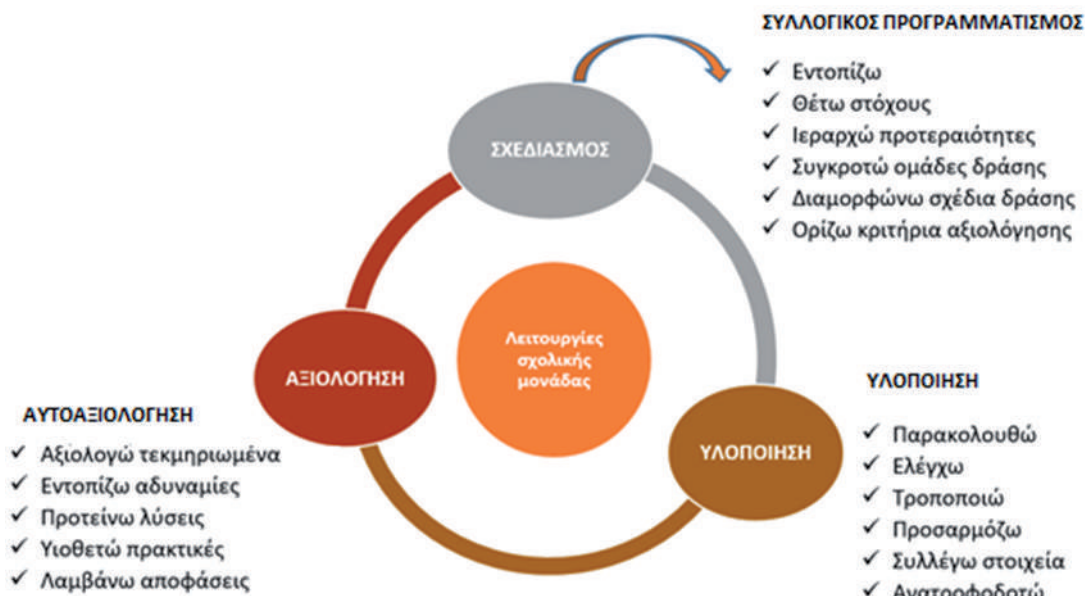 ΣΥΛΛΟΓΙΚΟΣ ΠΡΟΓΡΑΜΜΑΤΙΣΜΟΣ
✓ Εντοπίζω
✓ Θέτω στόχους
✓ Ιεραρχώ προτεραιότητες
✓ Συγκροτώ ομάδες δράσης
✓ Διαμορφώνω σχέδια δράσης
✓ Ορίζω κριτήρια αξιολόγησης
ΣΧΕΔΙΑΣΜΟΣ
Λειτουργίες
σχολικής
μονάδας
ΑΞΙΟΛΟΓΗΣΗ
ΥΛΟΠΟΙΗΣΗ
ΥΛΟΠΟΙΗΣΗ
✓ Παρακολουθώ
✓ Ελέγχω
✓ Τροποποιώ
✓ Προσαρμόζω
✓ Συλλέγω στοιχεία
✓ Ανατροφοδοτώ
ΑΥΤΟΑΞΙΟΛΟΓΗΣΗ
✓ Αξιολογώ τεκμηριωμένα
✓ Εντοπίζω αδυναμίες
✓ Προτείνω λύσεις
✓ Υιοθετώ πρακτικές
✓ Λαμβάνω αποφάσεις